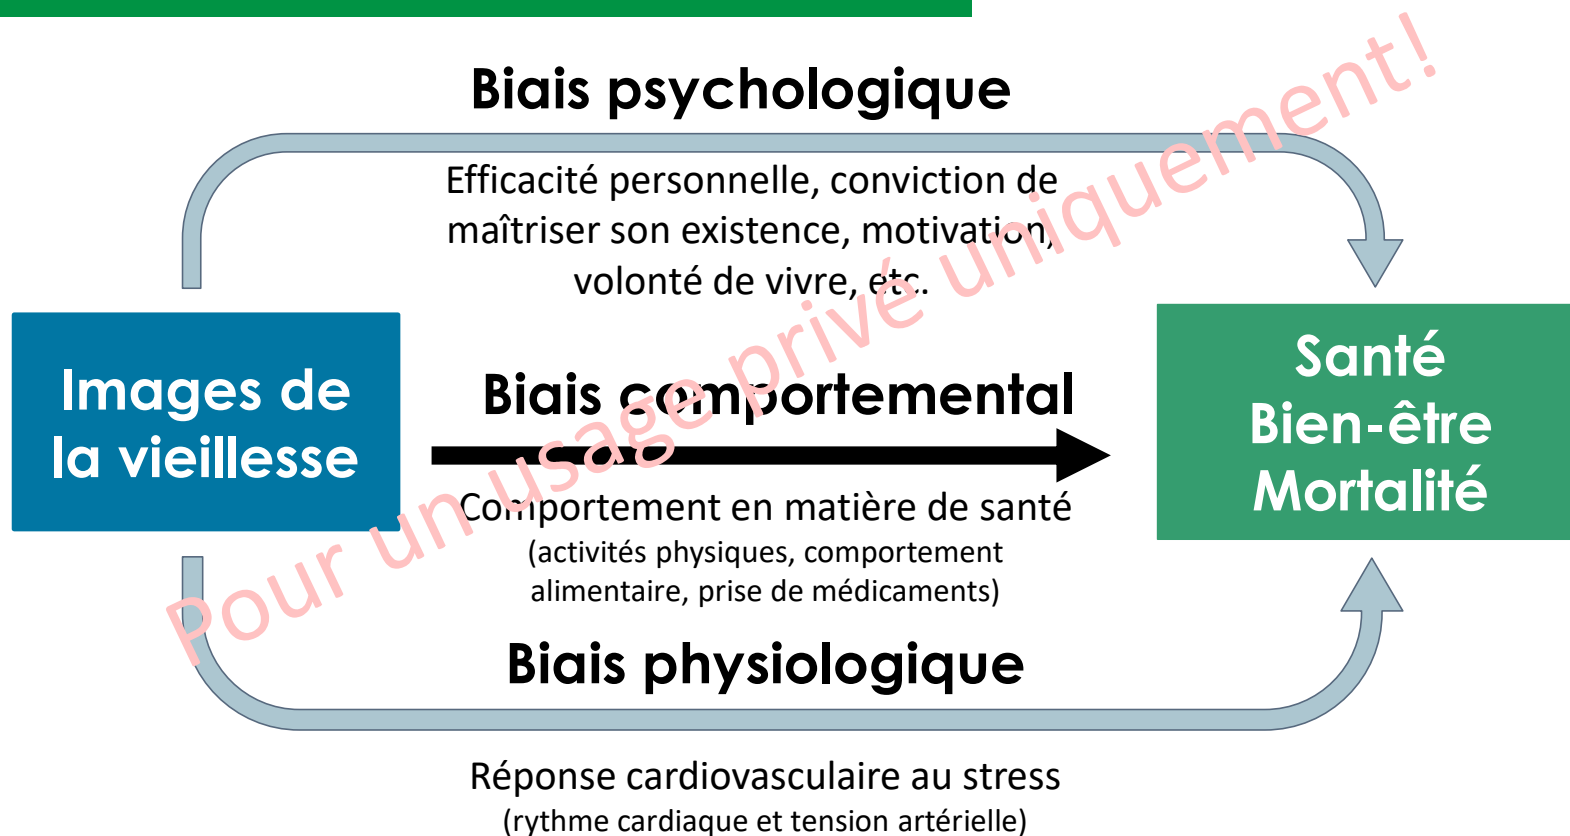 Biais psychologique
Efficacité personnelle, conviction de
maîtriser son existence, motivation,
volonté de vivre, etc.
Images de
la vieillesse
Biais comportemental
Comportement en matière de santé
(activités physiques, comportement
alimentaire, prise de médicaments)
Santé
Bien-être
Mortalité
Biais physiologique
Réponse cardiovasculaire au stress
(rythme cardiaque et tension artérielle)
Pour un usage privé uniquement!